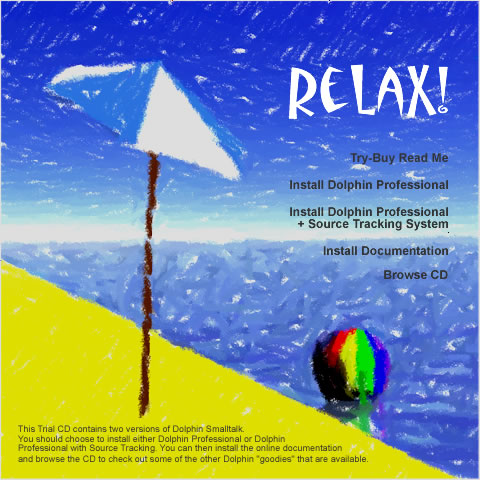 RELAX!
Try-Buy Read Me
Install Dolphin Professional
Install Dolphin Professional
+ Source Tracking System
Install Documentation
Browse CD
This Trial CD contains two versions of Dolphin Smalltalk.
You should choose to install either Dolphin Professional or Dolphin
Professional with Source Tracking. You can then install the online documentation
and browse the CD to check out some of the other Dolphin "goodies" that are available.